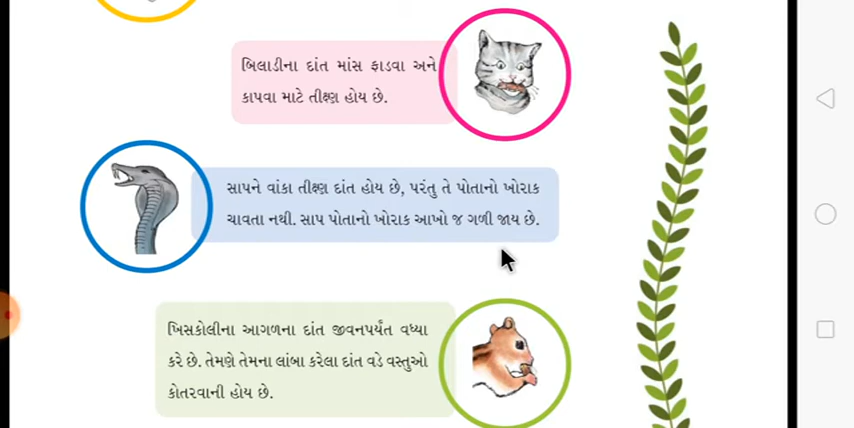 બિલાડીના દાંત માંસ ફાડવા અને
કાપવા માટે તીક્ષ્ણ હોય છે.
સાપને વાંકા તીક્ષ્ણ દાંત હોય છે, પરંતુ તે પોતાનો ખોરાક
ચાવતા નથી. સાપ પોતાનો ખોરાક આખો જ ગળી જાય છે.
ખિસકોલીના આગળના દાંત જીવનપર્યંત વધ્યા
કરે છે. તેમણે તેમના લાંબા કરેલા દાંત વડે વસ્તુઓ
કોતરવાની હોય છે.